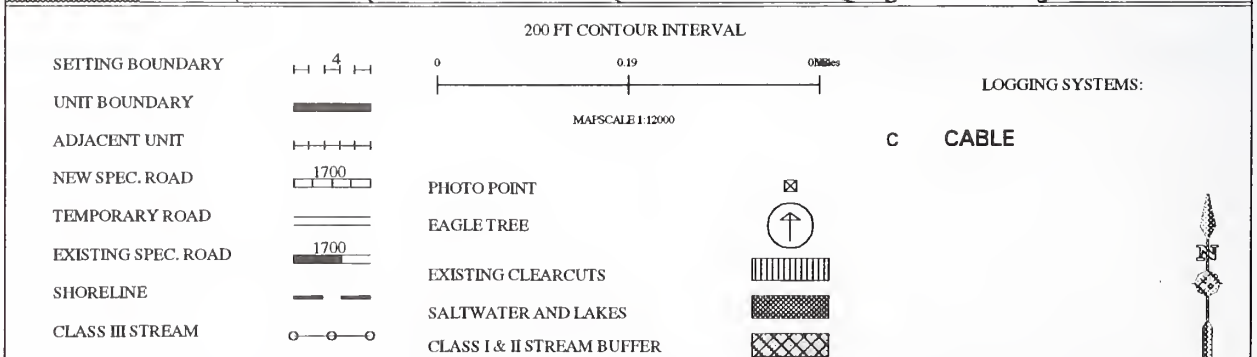 200 FT CONTOUR INTERVAL
SETTING BOUNDARY 4
UNIT BOUNDARY
ADJACENT UNIT
NEW SPEC. ROAD 1700
TEMPORARY ROAD
EXISTING SPEC. ROAD 1700
SHORELINE
CLASS III STREAM
0 0.19
MAPSCALE 1:12000
PHOTO POINT
EAGLE TREE
EXISTING CLEARCUTS
SALTWATER AND LAKES
CLASS I & II STREAM BUFFER
LOGGING SYSTEMS:
C CABLE
N